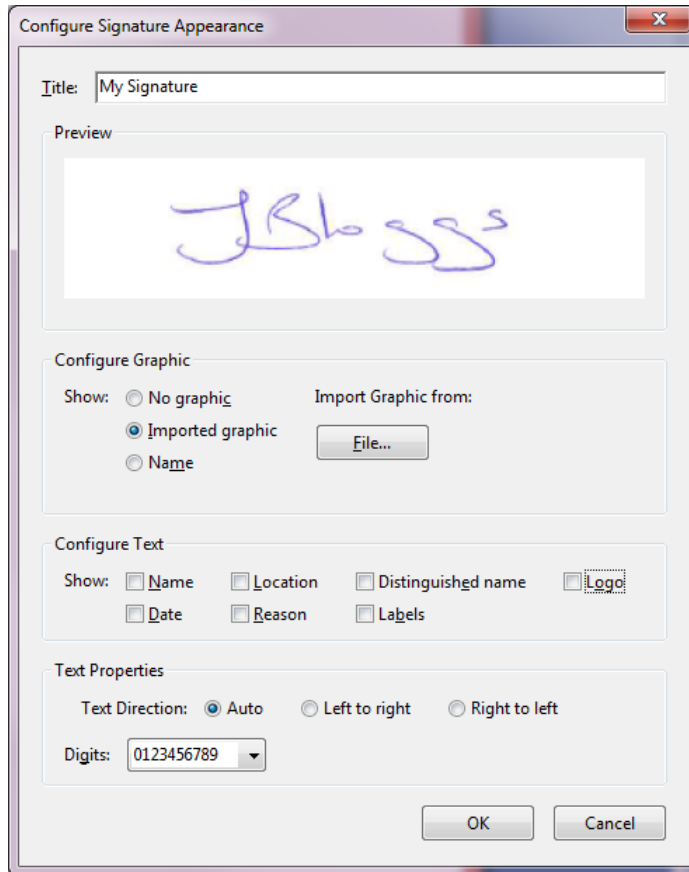 Configure Signature Appearance
Title: My Signature
Preview
JBloggs
Configure Graphic
Show: No graphic Import Graphic from:
Imported graphic File...
Name
Configure Text
Show: Name Location Distinguished name Logo
Date Reason Labels
Text Properties
Text Direction: Auto Left to right Right to left
Digits: 0123456789
OK Cancel